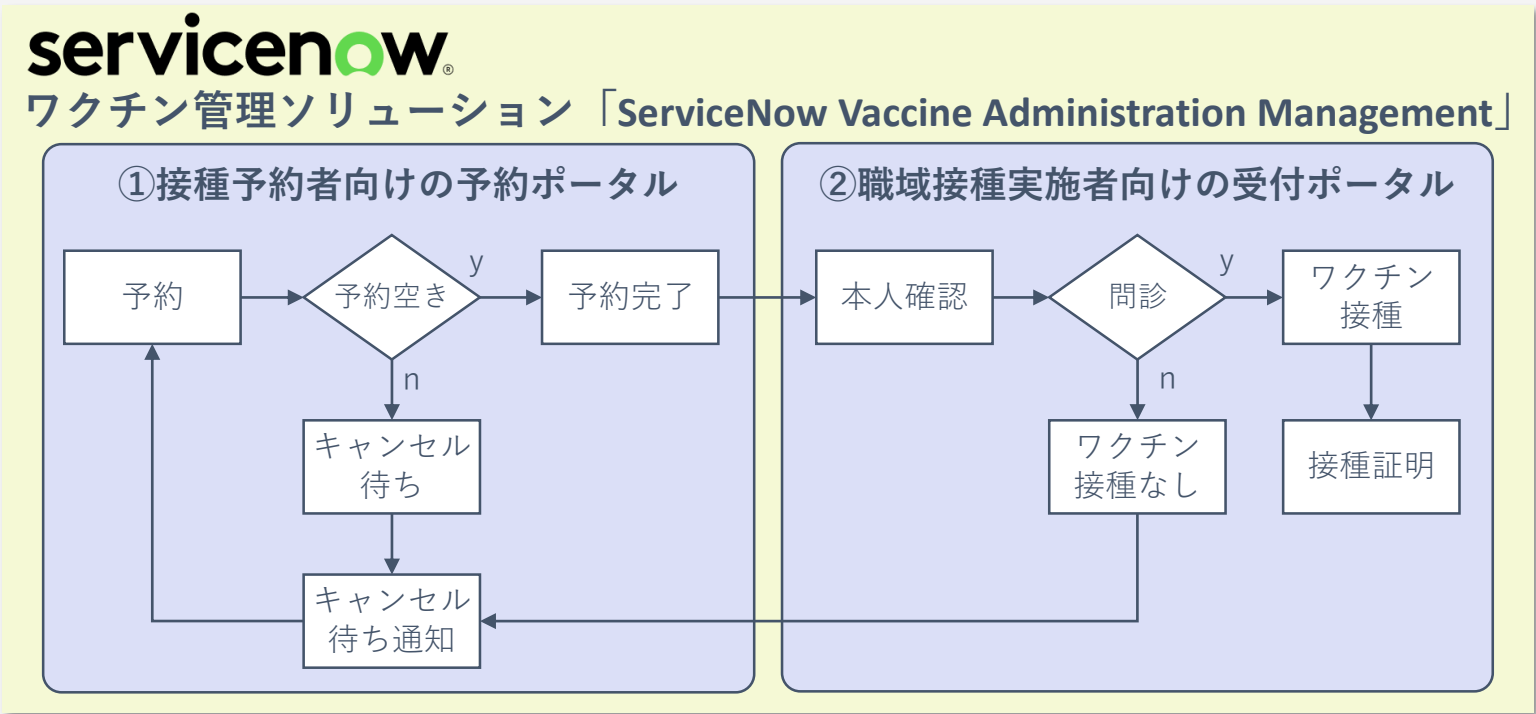 servicenow®
ワクチン管理ソリューション「ServiceNow Vaccine Administration Management」
①接種予約者向けの予約ポータル
予約
予約空き
y
予約完了
n
キャンセル
待ち
キャンセル
待ち通知
②職域接種実施者向けの受付ポータル
本人確認
問診
y
ワクチン
接種
n
ワクチン
接種なし
接種証明